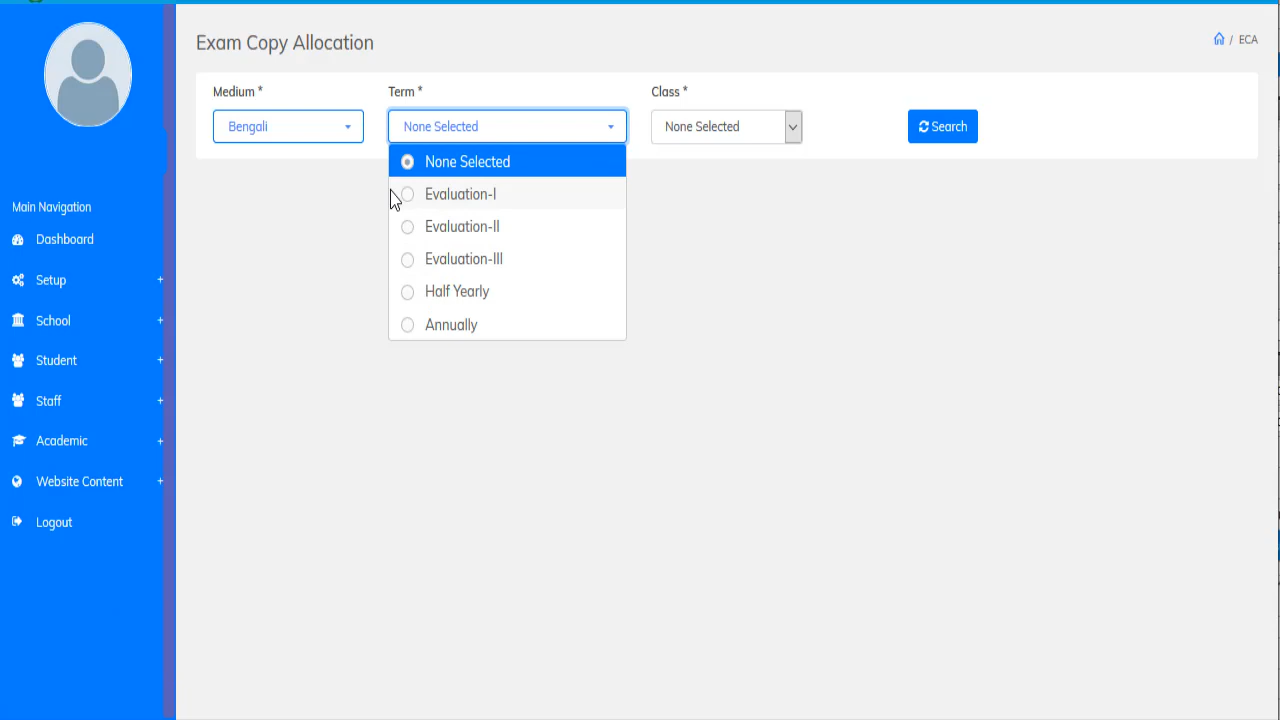 Exam Copy Allocation
/ ECA
Medium *
Term *
Class *
Bengali
None Selected
None Selected
Search
None Selected
Evaluation-I
Evaluation-II
Evaluation-III
Half Yearly
Annually
Main Navigation
Dashboard
Setup +
School +
Student +
Staff +
Academic +
Website Content +
Logout